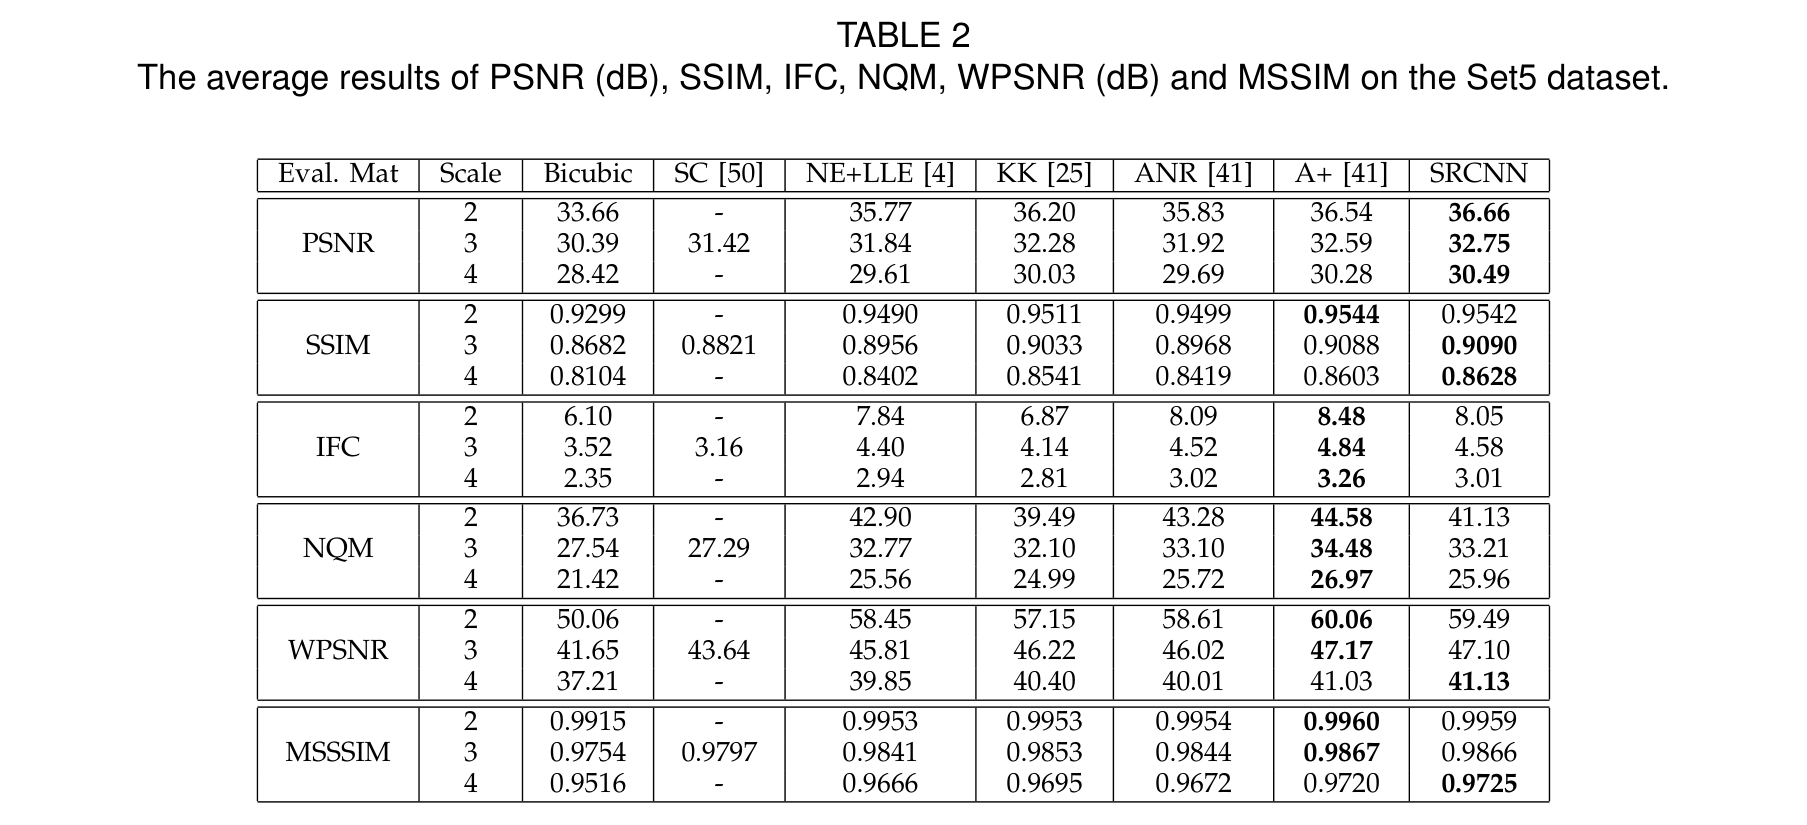 TABLE 2
The average results of PSNR (dB), SSIM, IFC, NQM, WPSNR (dB) and MSSIM on the Set5 dataset.
Eval. Mat Scale Bicubic SC [50] NE+LLE [4] KK [25] ANR [41] A+ [41] SRCNN
2 33.66 - 35.77 36.20 35.83 36.54 36.66
PSNR 3 30.39 31.42 31.84 32.28 31.92 32.59 32.75
4 28.42 - 29.61 30.03 29.69 30.28 30.49
2 0.9299 - 0.9490 0.9511 0.9499 0.9544 0.9542
SSIM 3 0.8682 0.8821 0.8956 0.9033 0.8968 0.9088 0.9090
4 0.8104 - 0.8402 0.8541 0.8419 0.8603 0.8628
2 6.10 - 7.84 6.87 8.09 8.48 8.05
IFC 3 3.52 3.16 4.40 4.14 4.52 4.84 4.58
4 2.35 - 2.94 2.81 3.02 3.26 3.01
2 36.73 - 42.90 39.49 43.28 44.58 41.13
NQM 3 27.54 27.29 32.77 32.10 33.10 34.48 33.21
4 21.42 - 25.56 24.99 25.72 26.97 25.96
2 50.06 - 58.45 57.15 58.61 60.06 59.49
WPSNR 3 41.65 43.64 45.81 46.22 46.02 47.17 47.10
4 37.21 - 39.85 40.40 40.01 41.03 41.13
2 0.9915 - 0.9953 0.9953 0.9954 0.9960 0.9959
MSSSIM 3 0.9754 0.9797 0.9841 0.9853 0.9844 0.9867 0.9866
4 0.9516 - 0.9666 0.9695 0.9672 0.9720 0.9725